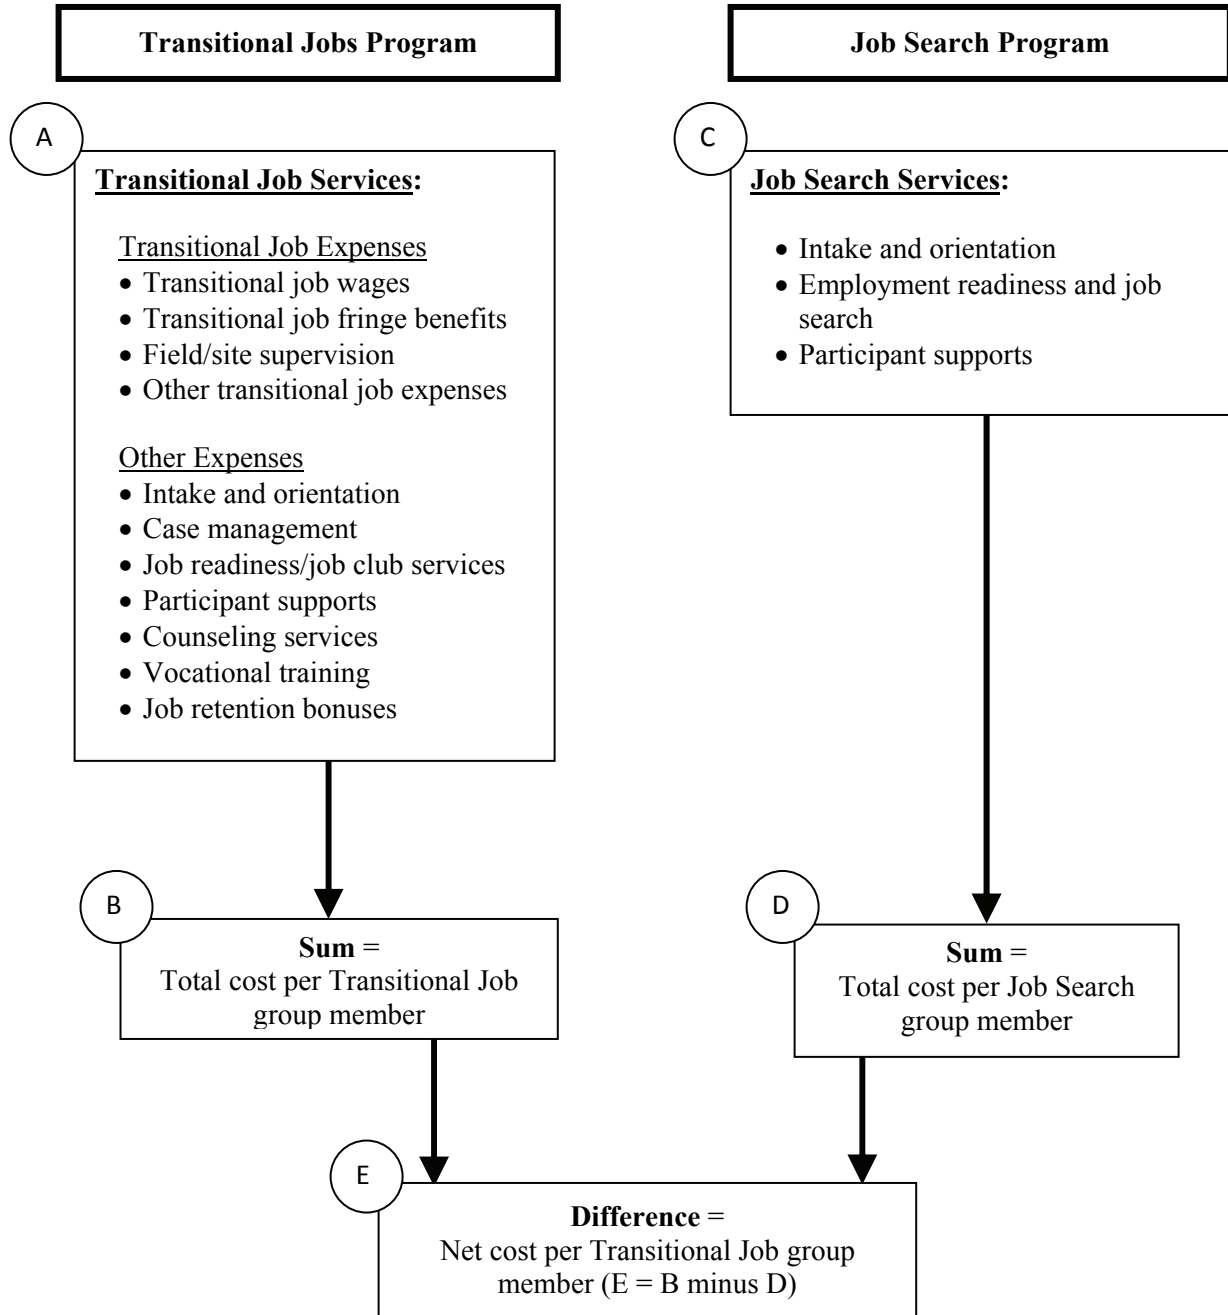 Transitional Jobs Program
Job Search Program
A
Transitional Job Services:
Transitional Job Expenses
• Transitional job wages
• Transitional job fringe benefits
• Field/site supervision
• Other transitional job expenses
Other Expenses
• Intake and orientation
• Case management
• Job readiness/job club services
• Participant supports
• Counseling services
• Vocational training
• Job retention bonuses
C
Job Search Services:
• Intake and orientation
• Employment readiness and job
search
• Participant supports
B
Sum =
Total cost per Transitional Job
group member
D
Sum =
Total cost per Job Search
group member
E
Difference =
Net cost per Transitional Job group
member (E = B minus D)